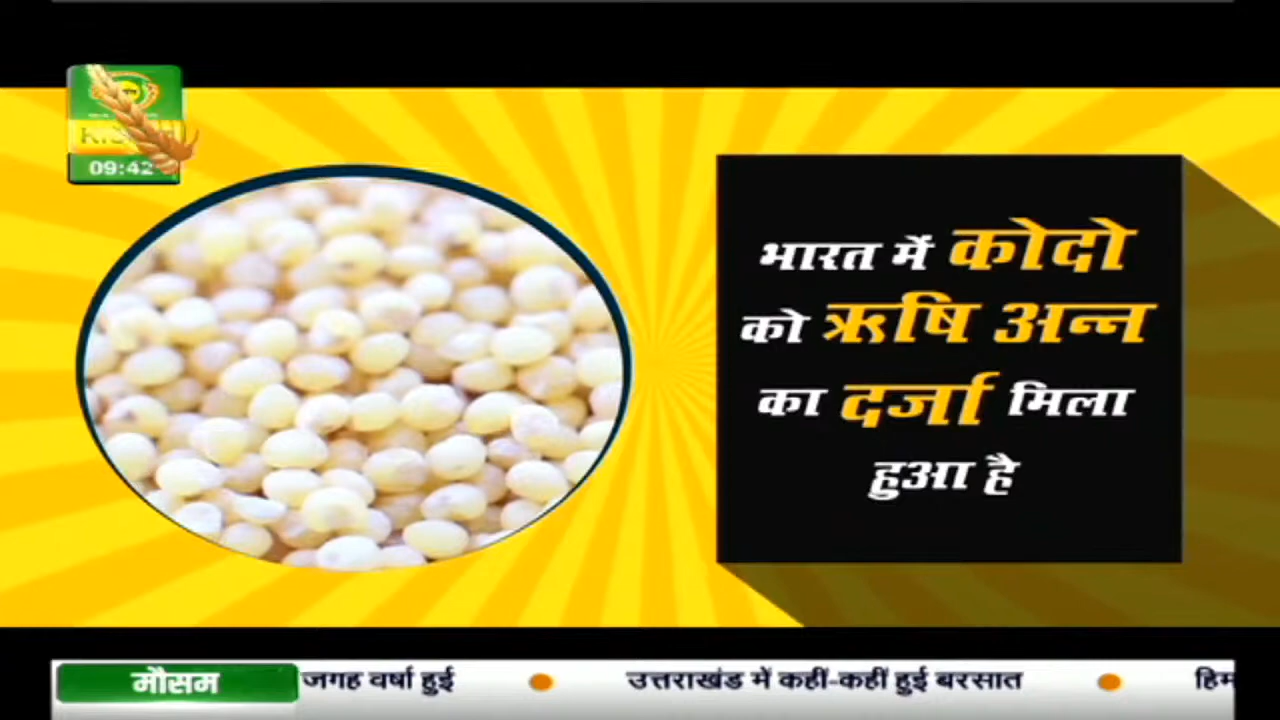 09:42
भारत में कोदो
को ऋषि अन्न
का दर्जा मिला
हुआ है
मौसम जगह वर्षा हुई उत्तराखंड में कहीं-कहीं हुई बरसात